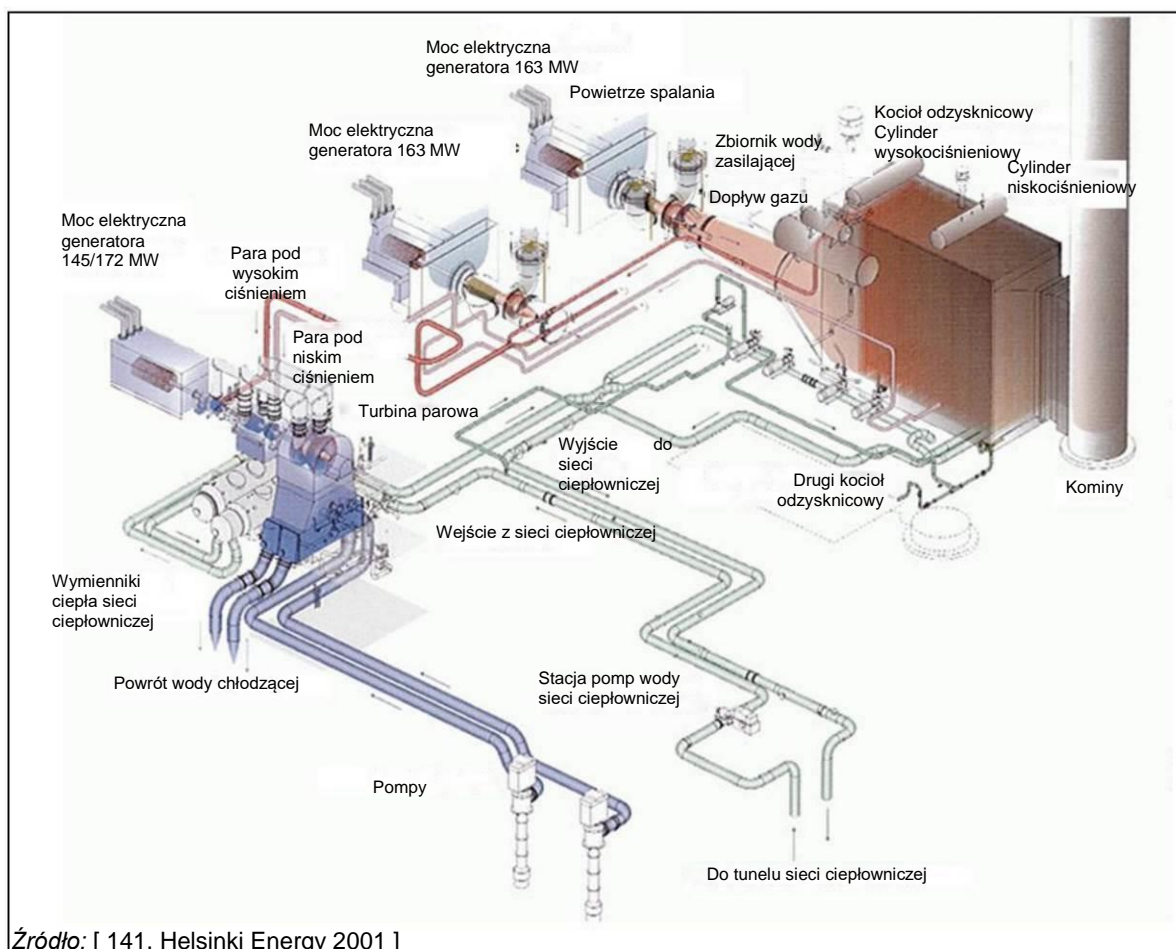 Moc elektryczna
generatora 163 MW
Powietrze spalania
Moc elektryczna
generatora 163 MW
Zbiornik wody
zasilającej
Kocioł odzysknicowy
Cylinder
wysokociśnieniowy
Cylinder
niskociśnieniowy
Dopływ gazu
Moc elektryczna
generatora
145/172 MW
Para pod
wysokim
ciśnieniem
Para pod
niskim
ciśnieniem
Turbina parowa
Wyjście do
sieci
ciepłowniczej
Drugi kocioł
odzysknicowy
Kominy
Wejście z sieci ciepłowniczej
Wymienniki
ciepła sieci
ciepłowniczej
Powrót wody chłodzącej
Stacja pomp wody
sieci ciepłowniczej
Pompy
Do tunelu sieci ciepłowniczej
Źródło: [ 141, Helsinki Energy 2001 ]